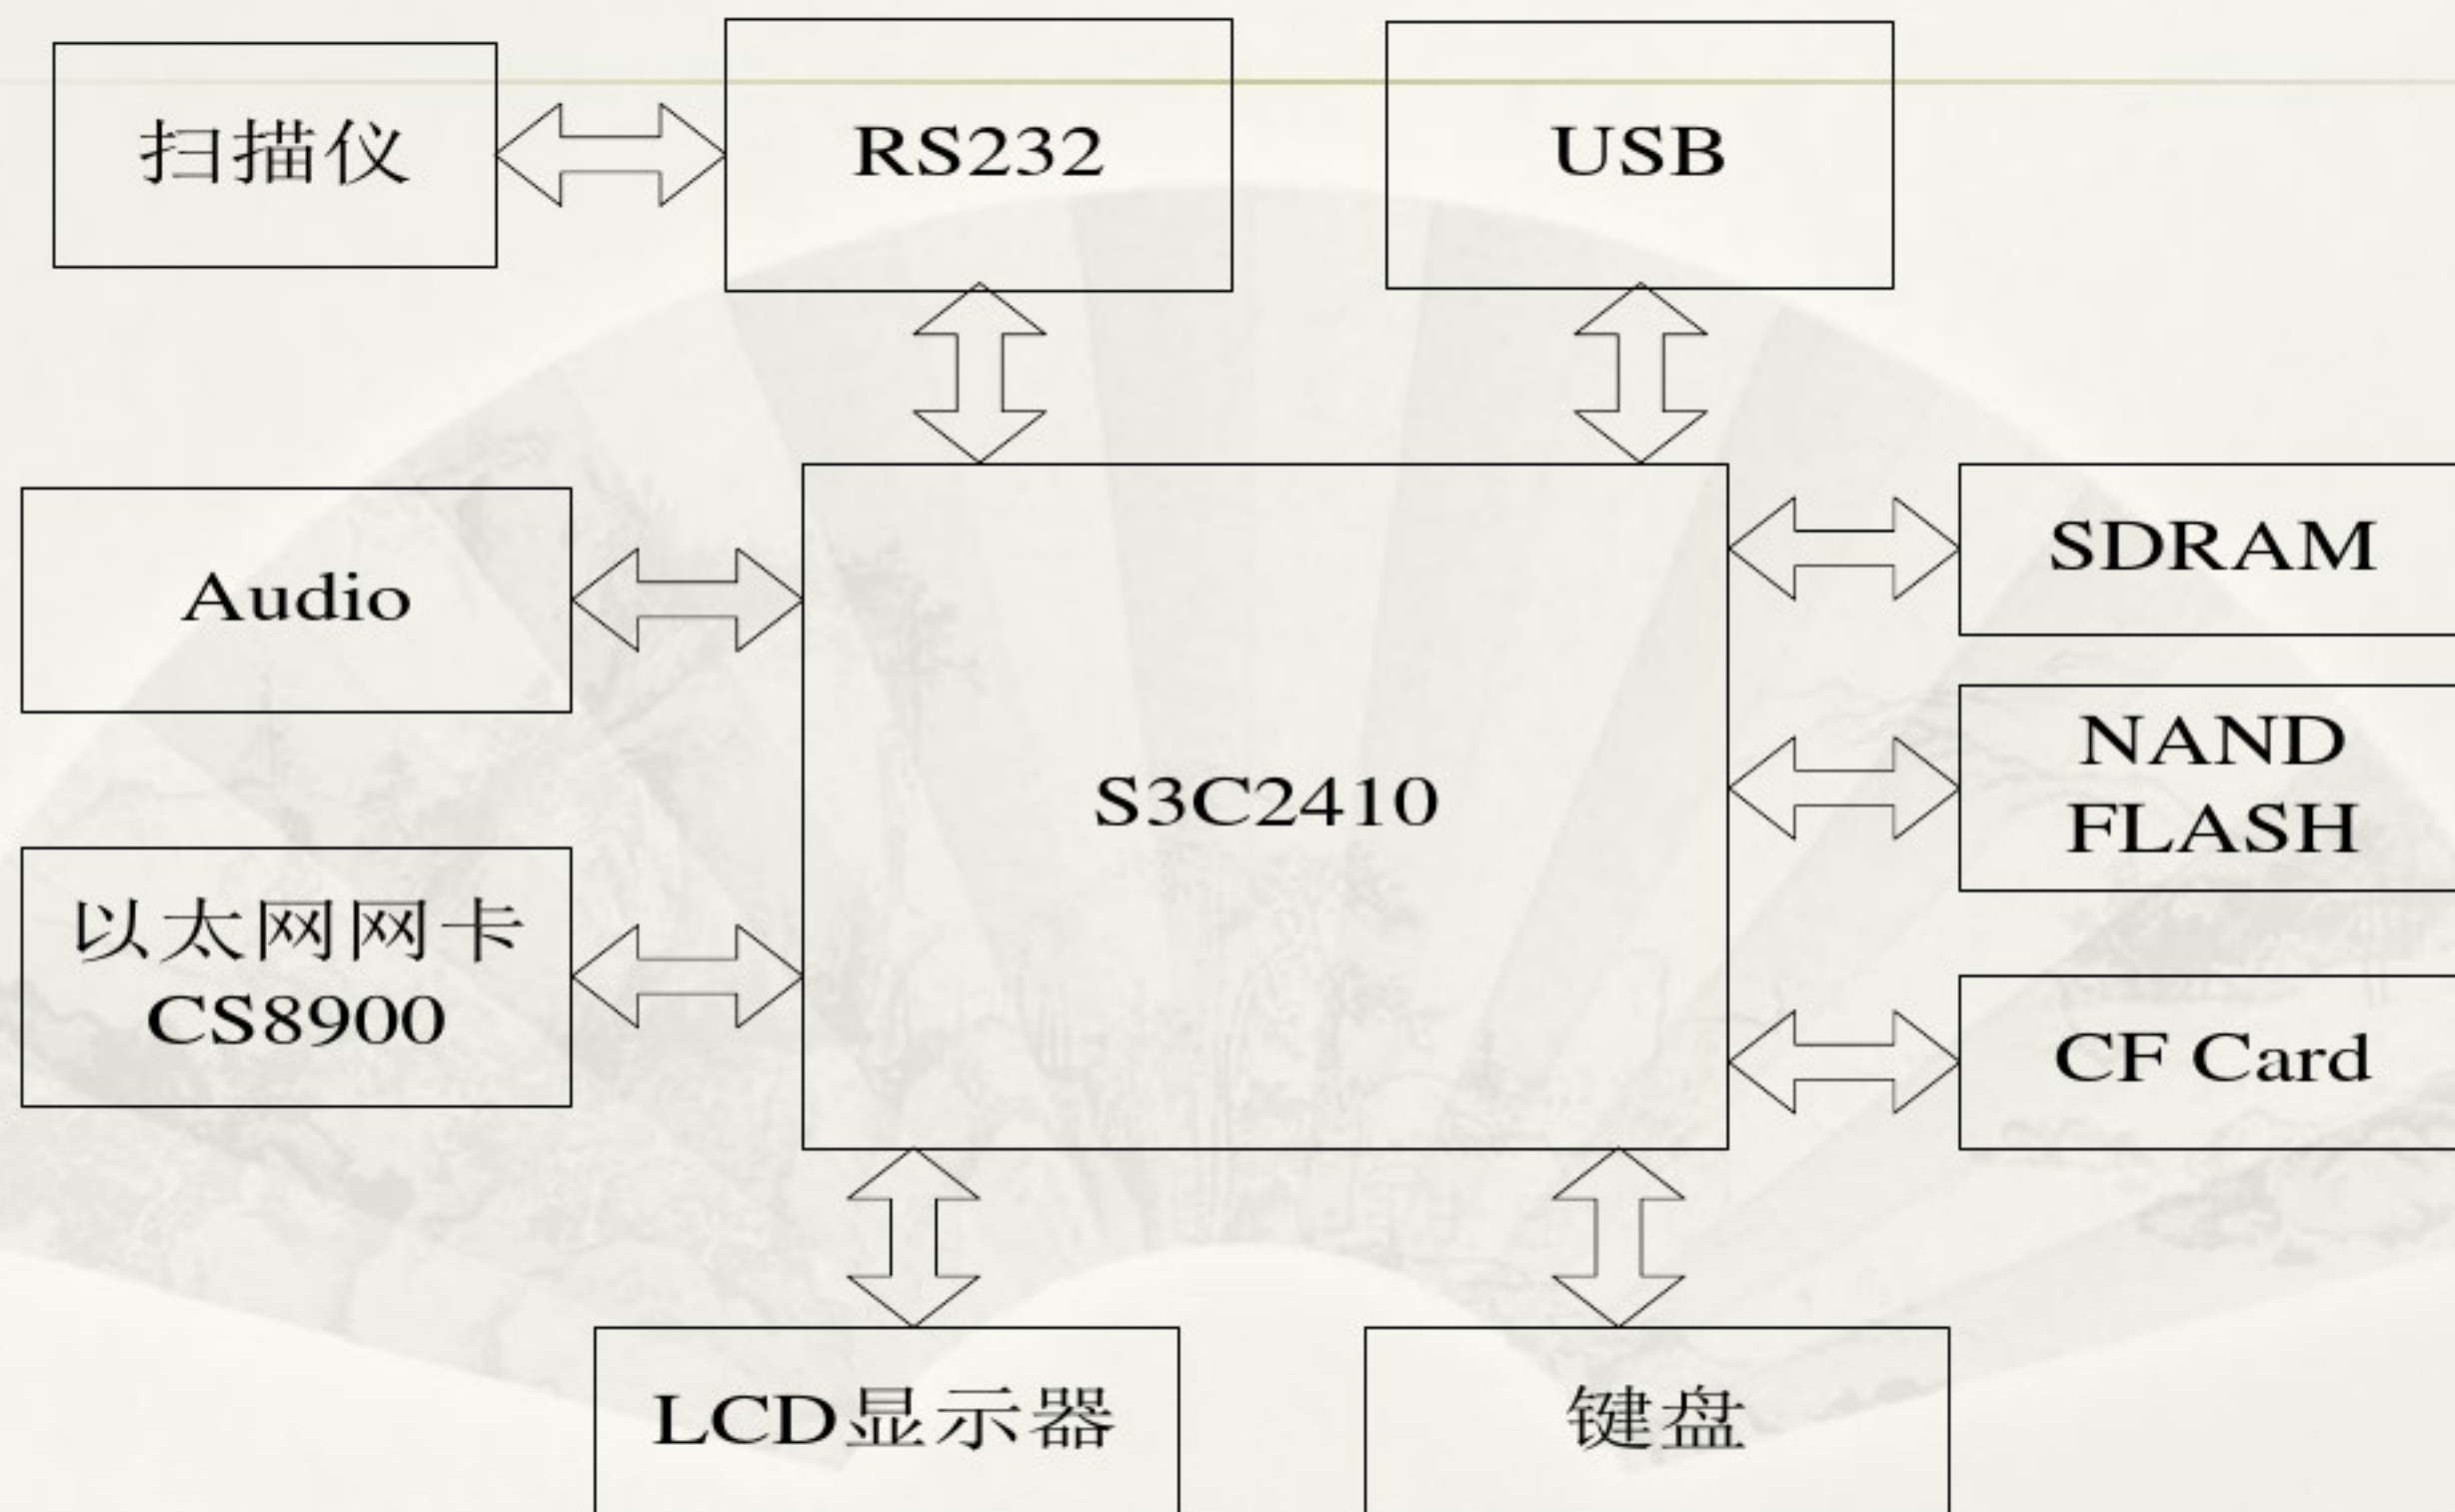 扫描仪
RS232
USB
Audio
SDRAM
S3C2410
NAND
FLASH
以太网网卡
CS8900
CF Card
LCD显示器
键盘